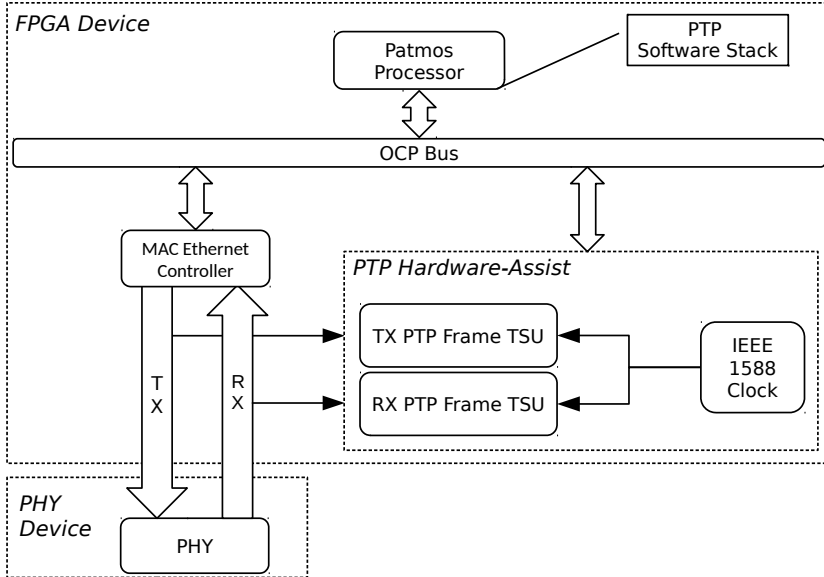 FPGA Device
Patmos
Processor
PTP
Software Stack
OCP Bus
MAC Ethernet
Controller
PTP Hardware-Assist
TX PTP Frame TSU
RX PTP Frame TSU
IEEE
1588
Clock
T
X
R
X
PHY
Device
PHY